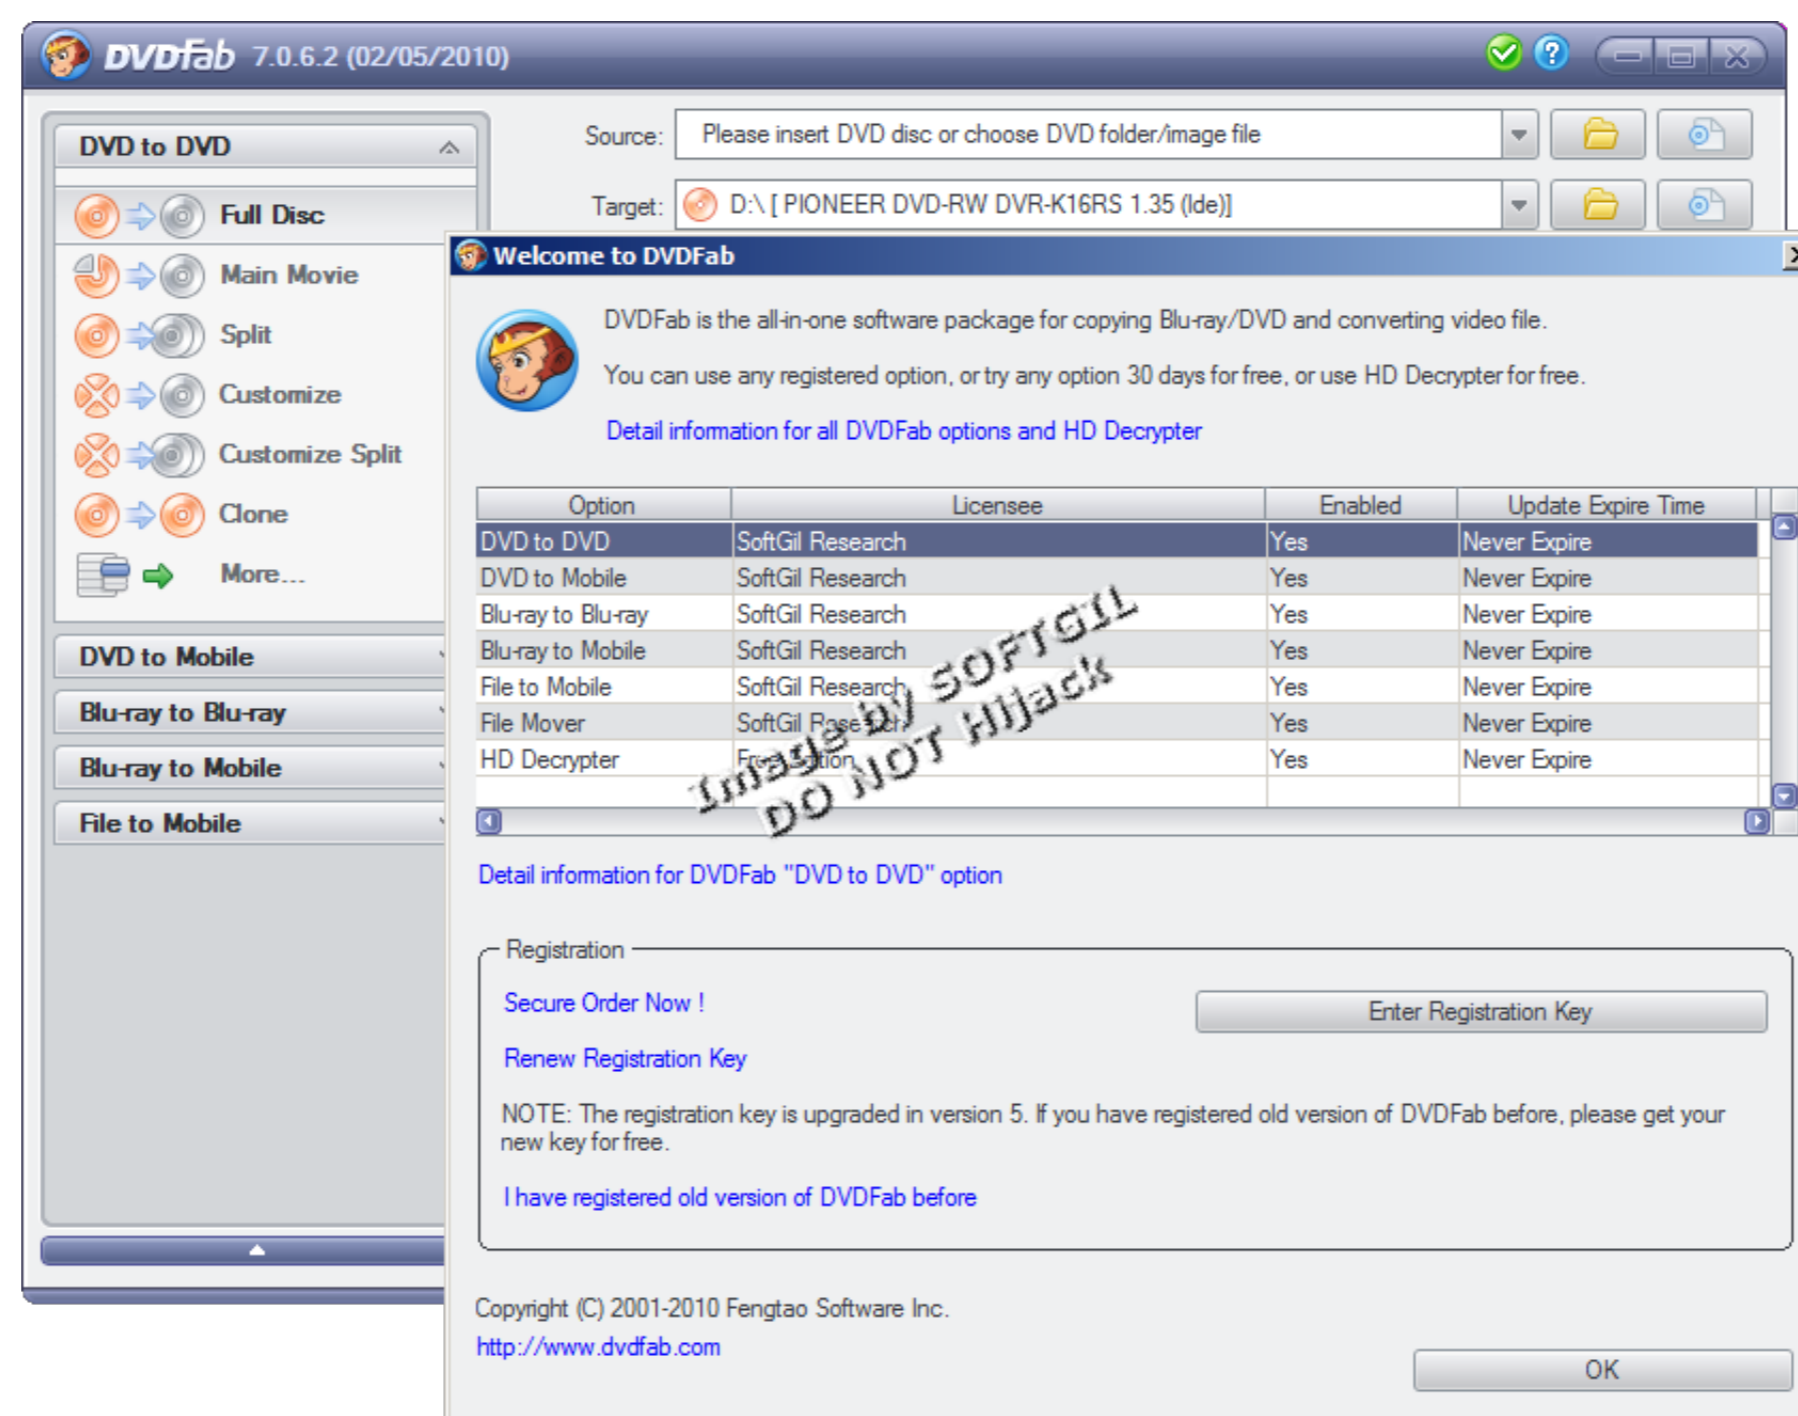 DVDFab 7.0.6.2 (02/05/2010)
DVD to DVD
Full Disc
Main Movie
Split
Customize
Customize Split
Clone
More...
DVD to Mobile
Blu-ray to Blu-ray
Blu-ray to Mobile
File to Mobile
Source: Please insert DVD disc or choose DVD folder/image file
Target: D:\ [ PIONEER DVD-RW DVR-K16RS 1.35 (Ide)]
Welcome to DVDFab
DVDFab is the all-in-one software package for copying Blu-ray/DVD and converting video file.
You can use any registered option, or try any option 30 days for free, or use HD Decrypter for free.
Detail information for all DVDFab options and HD Decrypter
Option Licensee Enabled Update Expire Time
DVD to DVD SoftGil Research Yes Never Expire
DVD to Mobile SoftGil Research Yes Never Expire
Blu-ray to Blu-ray SoftGil Research Yes Never Expire
Blu-ray to Mobile SoftGil Research Yes Never Expire
File to Mobile SoftGil Research Yes Never Expire
File Mover SoftGil Research Yes Never Expire
HD Decrypter Yes Never Expire
Image by SOFTGIL
DO NOT HIjack
Detail information for DVDFab "DVD to DVD" option
Registration
Secure Order Now !
Enter Registration Key
Renew Registration Key
NOTE: The registration key is upgraded in version 5. If you have registered old version of DVDFab before, please get your
new key for free.
I have registered old version of DVDFab before
Copyright (C) 2001-2010 Fengtao Software Inc.
http://www.dvdfab.com
OK